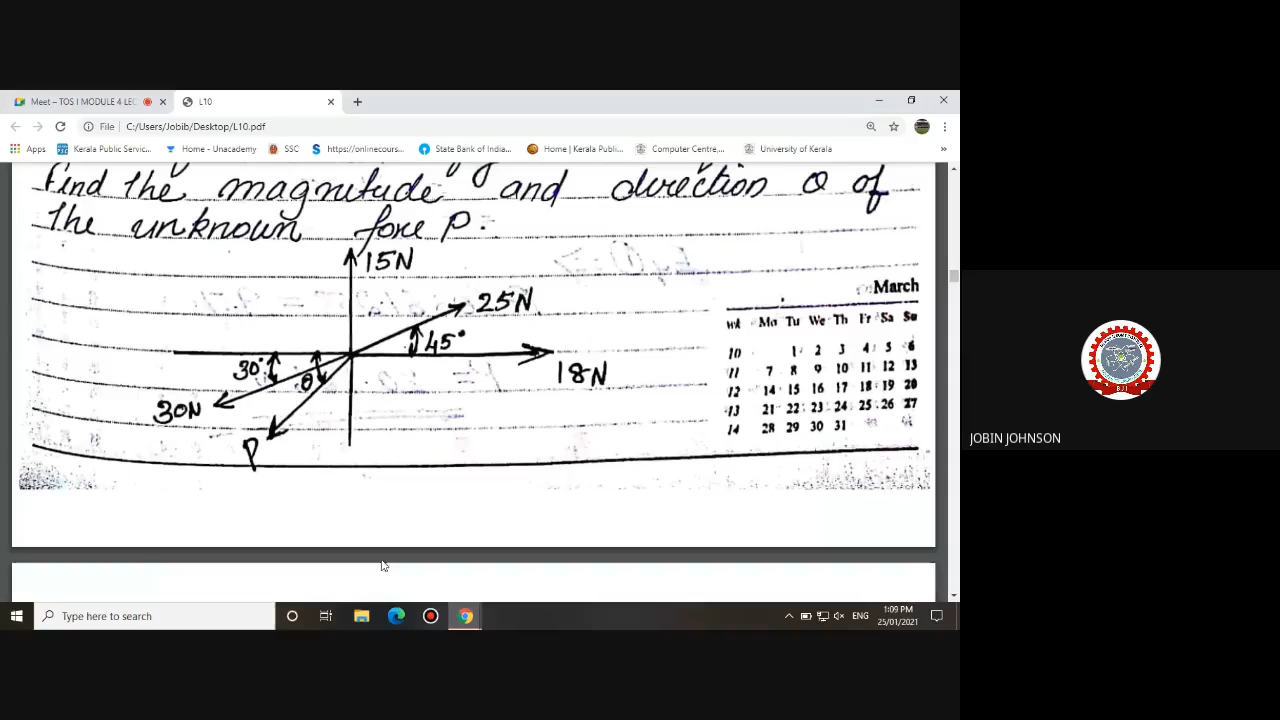 Meet – TOS I MODULE 4 LEC
L10
File
C:/Users/Jobib/Desktop/L10.pdf
Apps
Kerala Public Servic...
Home - Unacademy
SSC
https://onlinecours...
State Bank of India...
Home | Kerala Publi...
Computer Centre,...
University of Kerala
»
find the magnitude and direction θ of
the unknown forc P.
15N
25N
45°
18N
30°
θ
30N
P
March
Wk Mo Tu We Th Fr Sa Su
10 1 2 3 4 5 6
11 7 8 9 10 11 12 13
12 14 15 16 17 18 19 20
13 21 22 23 24 25 26 27
14 28 29 30 31
JOBIN JOHNSON
BJI
Type here to search
ENG
1:09 PM
25/01/2021